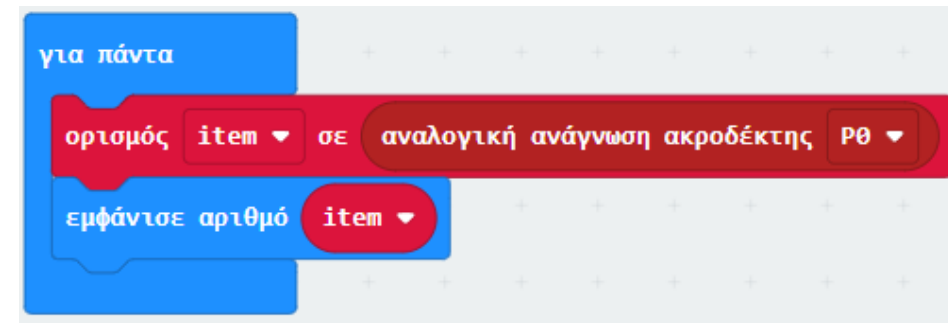 για πάντα
ορισμός item σε αναλογική ανάγνωση ακροδέκτης P0
εμφάνισε αριθμό item